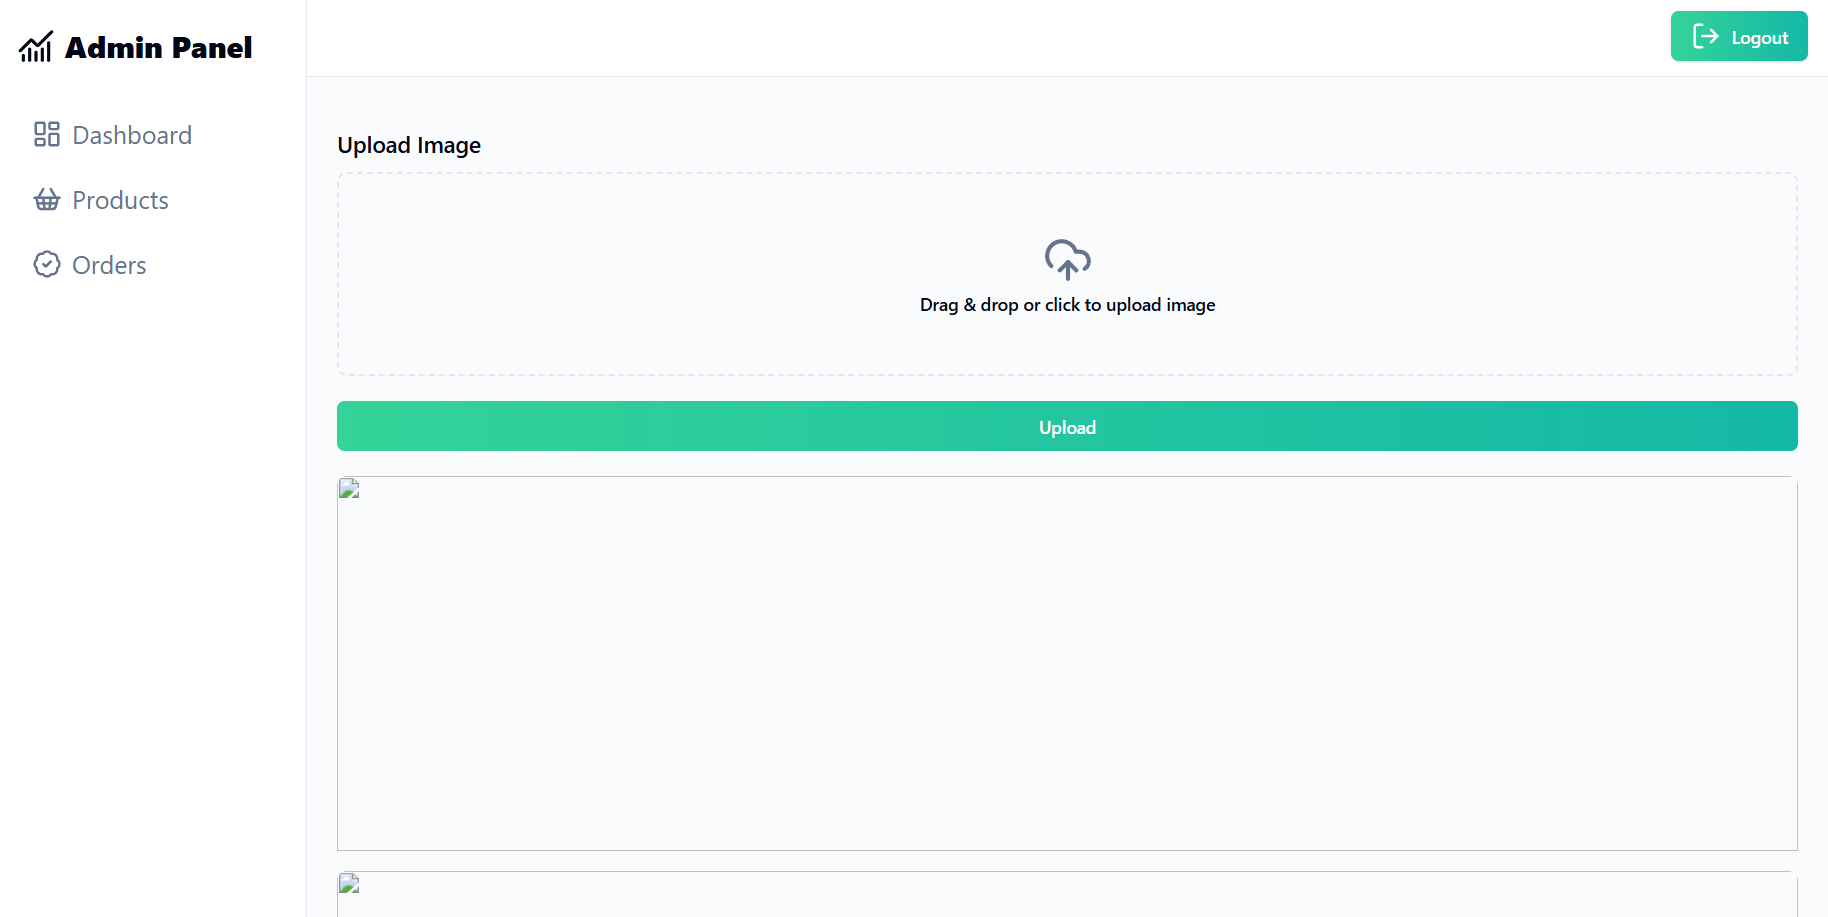 Admin Panel
Logout
Dashboard
Products
Orders
Upload Image
Drag & drop or click to upload image
Upload